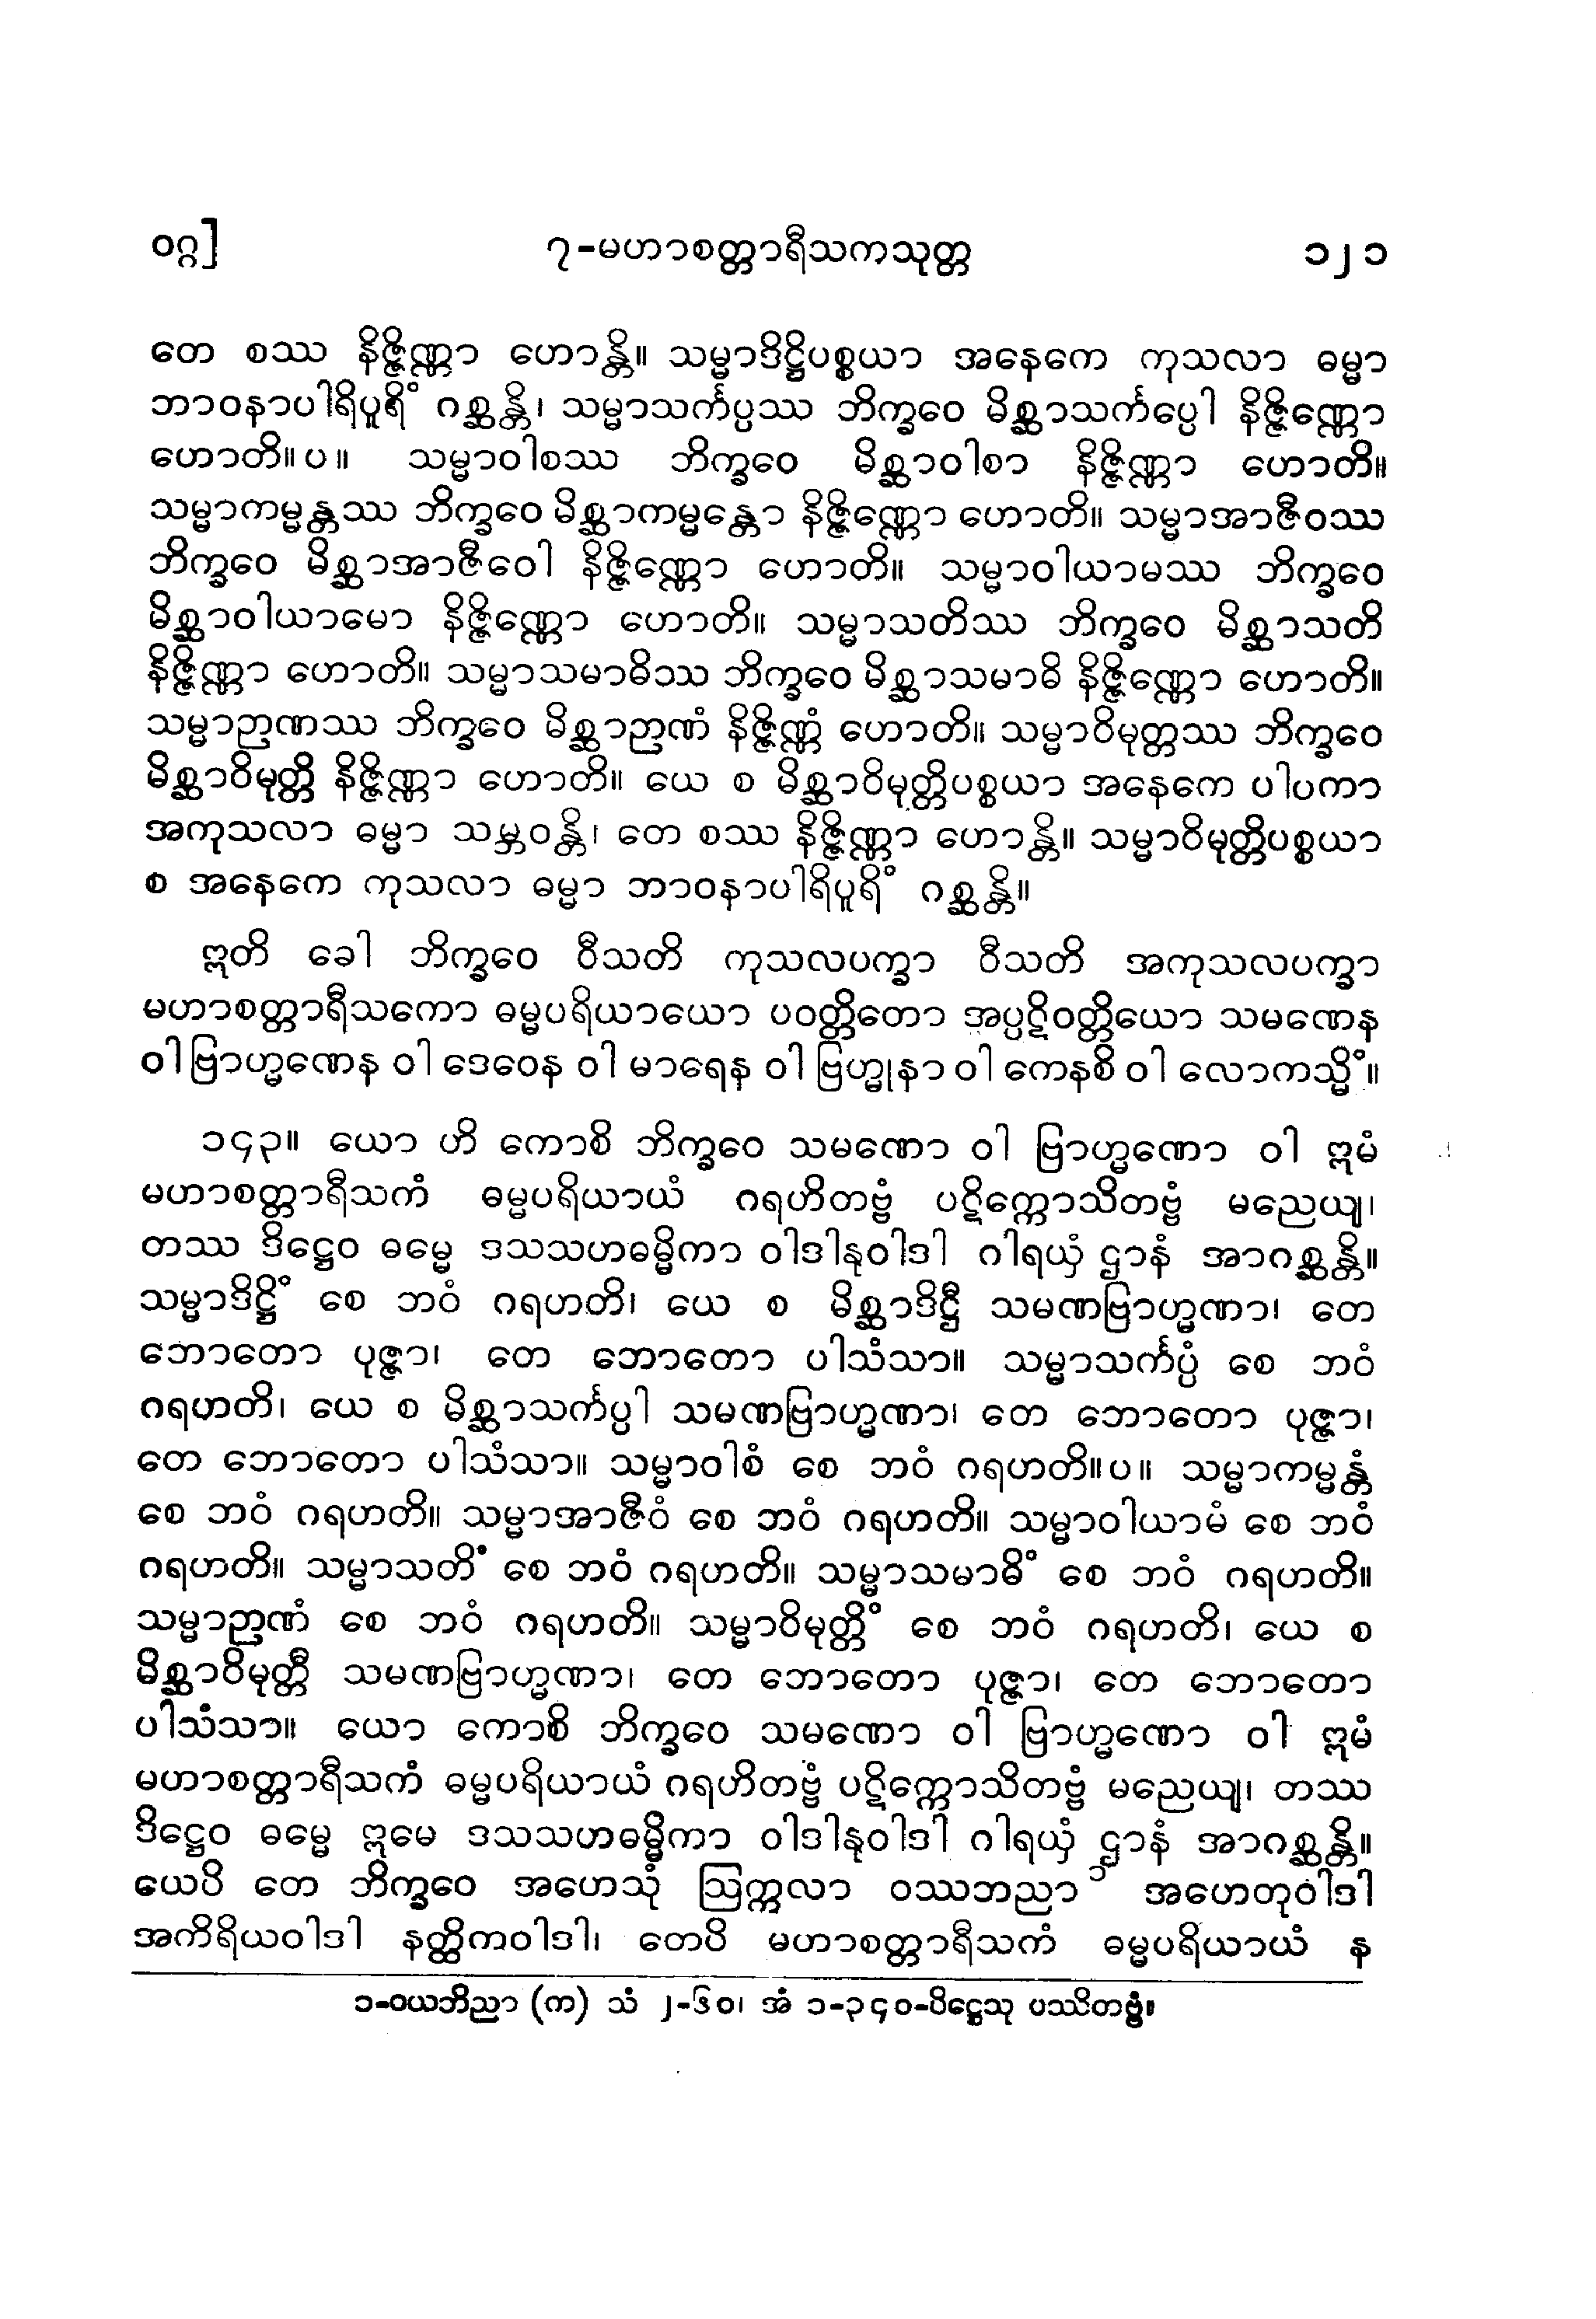 ဝဂ္ဂ]
၇-မဟာစတ္တာရီသကသုတ္တ
၁၂၁
တေ စဿ နိဇ္ဇိဏ္ဏာ ဟောန္တိ။ သမ္မာဒိဋ္ဌိပစ္စယာ အနေကေ ကုသလာ ဓမ္မာ
ဘာဝနာပါရိပူရိံ ဂစ္ဆန္တိ၊ သမ္မာသင်္ကပ္ပဿ ဘိက္ခဝေ မိစ္ဆာသင်္ကပ္ပေါ နိဇ္ဇိဏ္ဏော
ဟောတိ။ပ။ သမ္မာဝါစဿ ဘိက္ခဝေ မိစ္ဆာဝါစာ နိဇ္ဇိဏ္ဏာ ဟောတိ။
သမ္မာကမ္မန္တဿ ဘိက္ခဝေ မိစ္ဆာကမ္မန္တော နိဇ္ဇိဏ္ဏော ဟောတိ။ သမ္မာအာဇီဝဿ
ဘိက္ခဝေ မိစ္ဆာအာဇီဝေါ နိဇ္ဇိဏ္ဏော ဟောတိ။ သမ္မာဝါယာမဿ ဘိက္ခဝေ
မိစ္ဆာဝါယာမော နိဇ္ဇိဏ္ဏော ဟောတိ။ သမ္မာသတိဿ ဘိက္ခဝေ မိစ္ဆာသတိ
နိဇ္ဇိဏ္ဏာ ဟောတိ။ သမ္မာသမာဓိဿ ဘိက္ခဝေ မိစ္ဆာသမာဓိ နိဇ္ဇိဏ္ဏော ဟောတိ။
သမ္မာဉာဏဿ ဘိက္ခဝေ မိစ္ဆာဉာဏံ နိဇ္ဇိဏ္ဏံ ဟောတိ။ သမ္မာဝိမုတ္တဿ ဘိက္ခဝေ
မိစ္ဆာဝိမုတ္တိ နိဇ္ဇိဏ္ဏာ ဟောတိ။ ယေ စ မိစ္ဆာဝိမုတ္တိပစ္စယာ အနေကေ ပါပကာ
အကုသလာ ဓမ္မာ သမ္ဘဝန္တိ၊ တေ စဿ နိဇ္ဇိဏ္ဏာ ဟောန္တိ။ သမ္မာဝိမုတ္တိပစ္စယာ
စ အနေကေ ကုသလာ ဓမ္မာ ဘာဝနာပါရိပူရိံ ဂစ္ဆန္တိ။
ဣတိ ခေါ ဘိက္ခဝေ ဝီသတိ ကုသလပက္ခာ ဝီသတိ အကုသလပက္ခာ
မဟာစတ္တာရီသကော ဓမ္မပရိယာယော ပဝတ္တိတော အပ္ပဋိဝတ္တိယော သမဏေန
ဝါ ဗြာဟ္မဏေန ဝါ ဒေဝေန ဝါ မာရေန ဝါ ဗြဟ္မုနာ ဝါ ကေနစိ ဝါ လောကသ္မိံ။
၁၄၃။ ယော ဟိ ကောစိ ဘိက္ခဝေ သမဏော ဝါ ဗြာဟ္မဏော ဝါ ဣမံ
မဟာစတ္တာရီသကံ ဓမ္မပရိယာယံ ဂရဟိတဗ္ဗံ ပဋိက္ကောသိတဗ္ဗံ မညေယျ၊
တဿ ဒိဋ္ဌေဝ ဓမ္မေ ဒသသဟဓမ္မိကာ ဝါဒါနုဝါဒါ ဂါရယှံ ဌာနံ အာဂစ္ဆန္တိ။
သမ္မာဒိဋ္ဌိံ စေ ဘဝံ ဂရဟတိ၊ ယေ စ မိစ္ဆာဒိဋ္ဌီ သမဏဗြာဟ္မဏာ၊ တေ
ဘောတော ပုဇ္ဇာ၊ တေ ဘောတော ပါသံသာ။ သမ္မာသင်္ကပ္ပံ စေ ဘဝံ
ဂရဟတိ၊ ယေ စ မိစ္ဆာသင်္ကပ္ပါ သမဏဗြာဟ္မဏာ၊ တေ ဘောတော ပုဇ္ဇာ၊
တေ ဘောတော ပါသံသာ။ သမ္မာဝါစံ စေ ဘဝံ ဂရဟတိ။ပ။ သမ္မာကမ္မန္တံ
စေ ဘဝံ ဂရဟတိ။ သမ္မာအာဇီဝံ စေ ဘဝံ ဂရဟတိ။ သမ္မာဝါယာမံ စေ ဘဝံ
ဂရဟတိ။ သမ္မာသတိံ စေ ဘဝံ ဂရဟတိ။ သမ္မာသမာဓိံ စေ ဘဝံ ဂရဟတိ။
သမ္မာဉာဏံ စေ ဘဝံ ဂရဟတိ။ သမ္မာဝိမုတ္တိံ စေ ဘဝံ ဂရဟတိ၊ ယေ စ
မိစ္ဆာဝိမုတ္တီ သမဏဗြာဟ္မဏာ၊ တေ ဘောတော ပုဇ္ဇာ၊ တေ ဘောတော
ပါသံသာ။ ယော ကောစိ ဘိက္ခဝေ သမဏော ဝါ ဗြာဟ္မဏော ဝါ ဣမံ
မဟာစတ္တာရီသကံ ဓမ္မပရိယာယံ ဂရဟိတဗ္ဗံ ပဋိက္ကောသိတဗ္ဗံ မညေယျ၊ တဿ
ဒိဋ္ဌေဝ ဓမ္မေ ဣမေ ဒသသဟဓမ္မိကာ ဝါဒါနုဝါဒါ ဂါရယှံ ဌာနံ အာဂစ္ဆန္တိ။
ယေပိ တေ ဘိက္ခဝေ အဟေသုံ ဩက္ကလာ ဝဿဘညာ ၁ အဟေတုဝါဒါ
အကိရိယဝါဒါ နတ္ထိကဝါဒါ၊ တေပိ မဟာစတ္တာရီသကံ ဓမ္မပရိယာယံ န
၁-ဝယဘိညာ (က) သံ ၂-၆၀၊ အံ ၁-၃၄၀-ပိဋ္ဌေသု ပဿိတဗ္ဗံ။